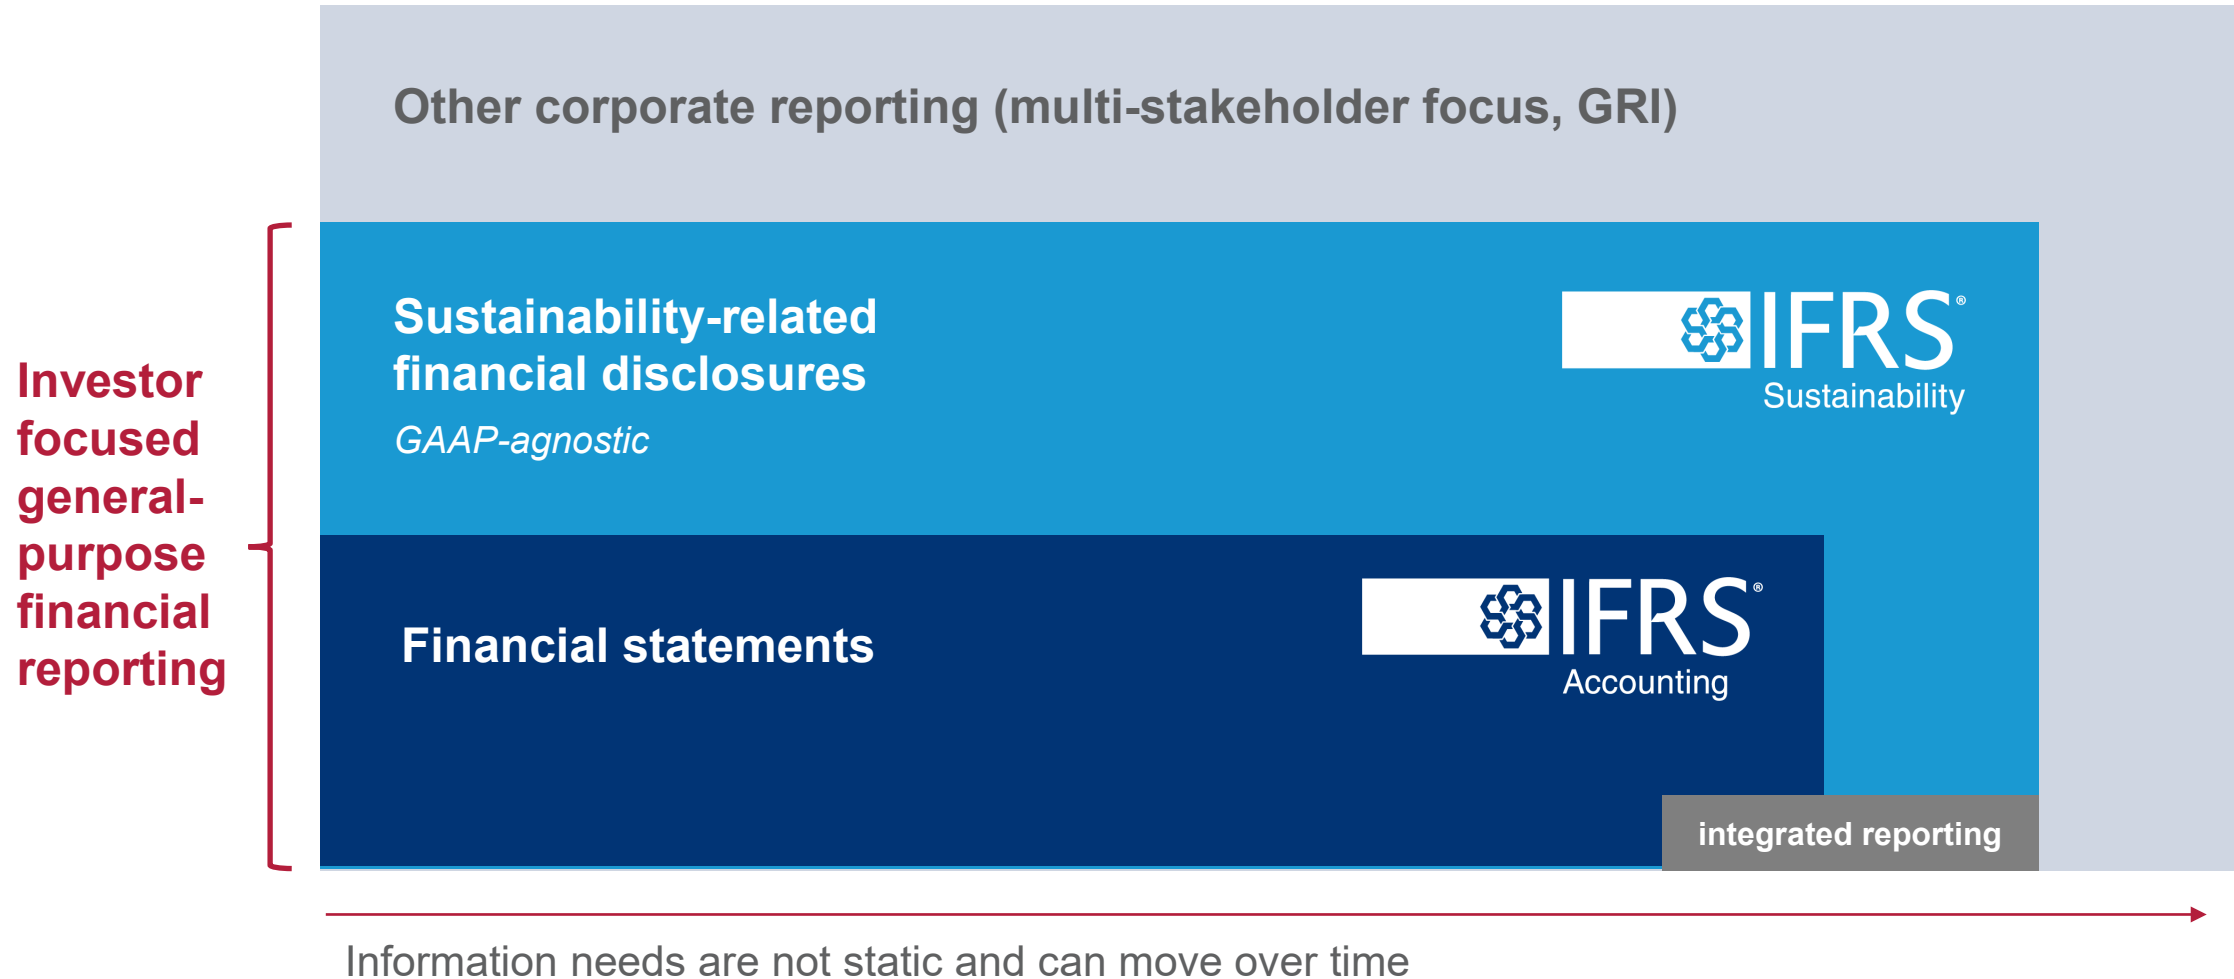 Other corporate reporting (multi-stakeholder focus, GRI)
Investor
focused
general-
purpose
financial
reporting
Sustainability-related
financial disclosures
GAAP-agnostic
IFRS®
Sustainability
Financial statements
IFRS®
Accounting
integrated reporting
Information needs are not static and can move over time